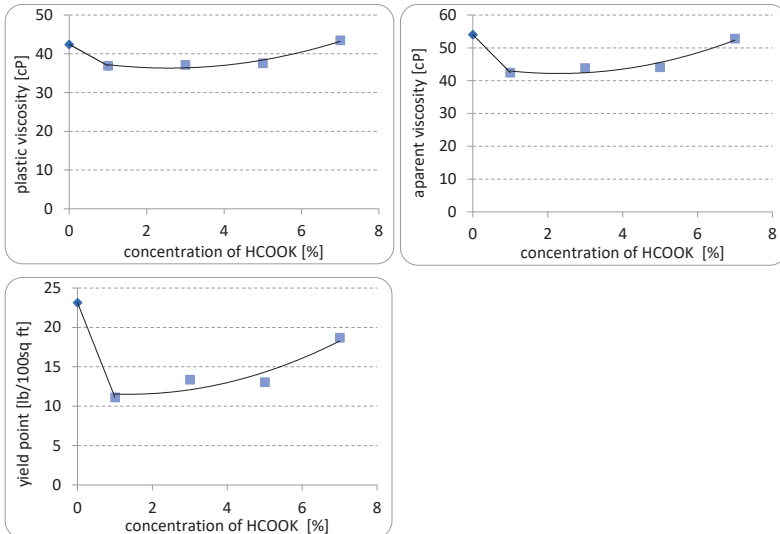 plastic viscosity [cP]
50
40
30
20
10
0
0 2 4 6 8
concentration of HCOOK [%]
apparent viscosity [cP]
60
50
40
30
20
10
0
0 2 4 6 8
concentration of HCOOK [%]
yield point [lb/100sq ft]
25
20
15
10
5
0
0 2 4 6 8
concentration of HCOOK [%]